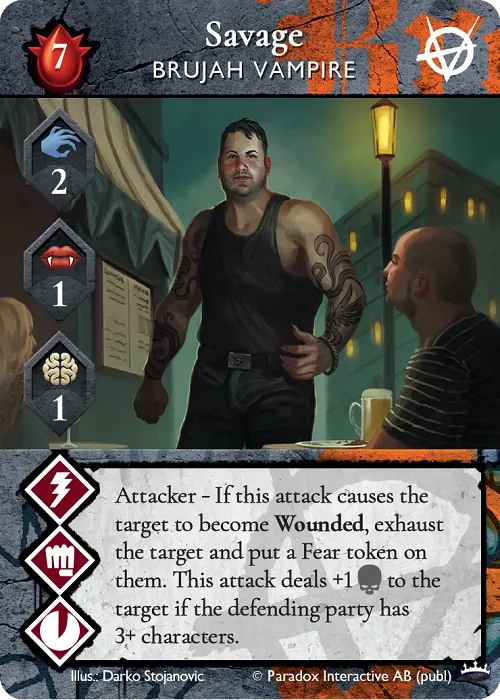 7
Savage
BRUJAH VAMPIRE
2
1
1
Attacker - If this attack causes the
target to become Wounded, exhaust
the target and put a Fear token on
them. This attack deals +1 to the
target if the defending party has
3+ characters.
Illus.: Darko Stojanovic © Paradox Interactive AB (publ)